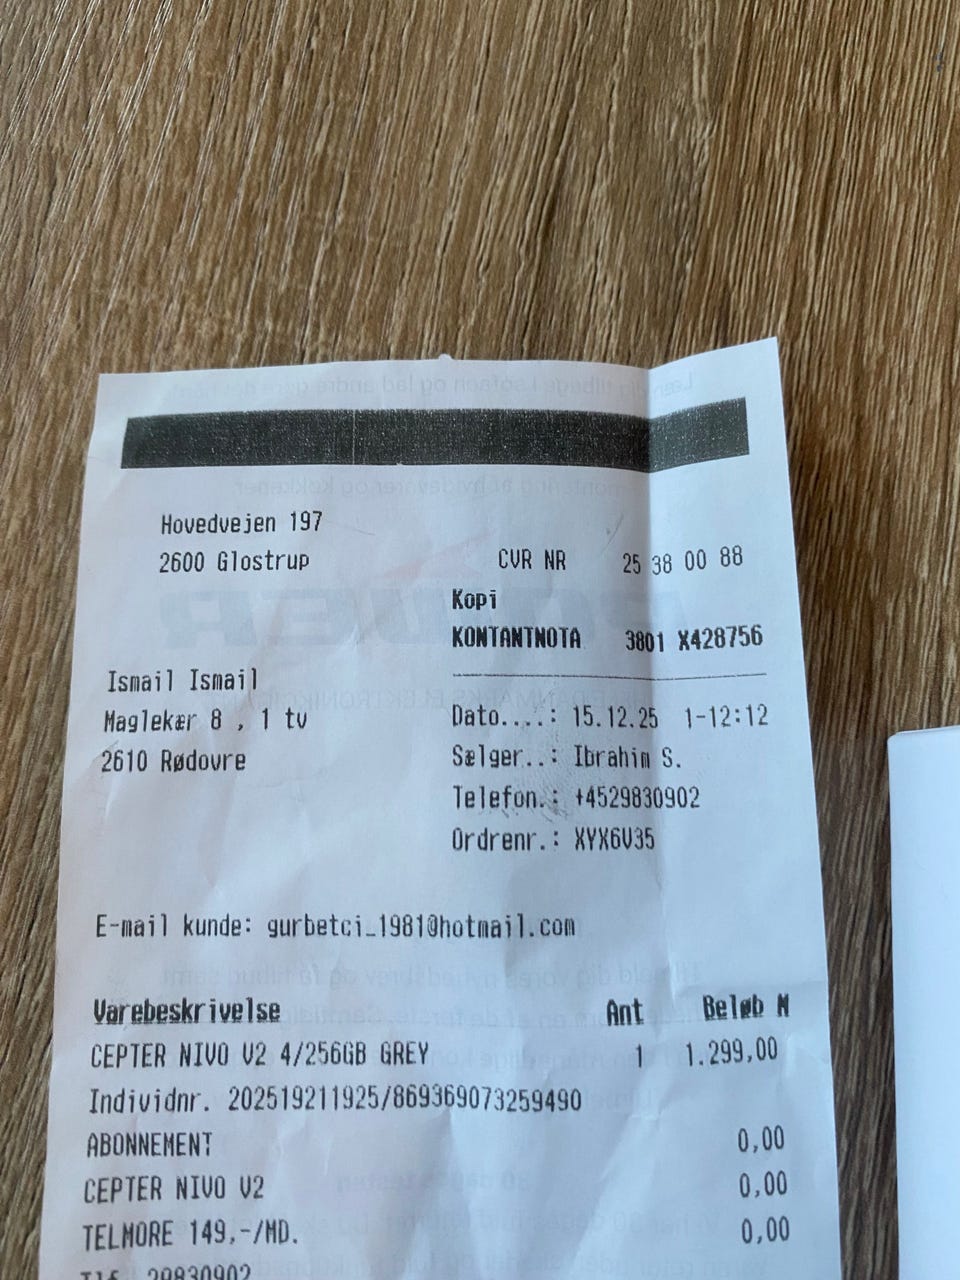 Hovedvejen 197
2600 Glostrup CVR NR 25 38 00 88
Kopi
KONTANTNOTA 3801 X428756
Ismail Ismail
Maglekær 8 , 1 tv
2610 Rødovre
Dato....: 15.12.25 1-12:12
Sælger..: Ibrahim S.
Telefon.: +4529830902
Ordrenr.: XYX6V35
E-mail kunde: gurbetci_1981@hotmail.com
Varebeskrivelse Ant Beløb M
CEPTER NIVO V2 4/256GB GREY 1 1.299,00
Individnr. 202519211925/869369073259490
ABONNEMENT 0,00
CEPTER NIVO V2 0,00
TELMORE 149,-/MD. 0,00
Tlf. 29830902